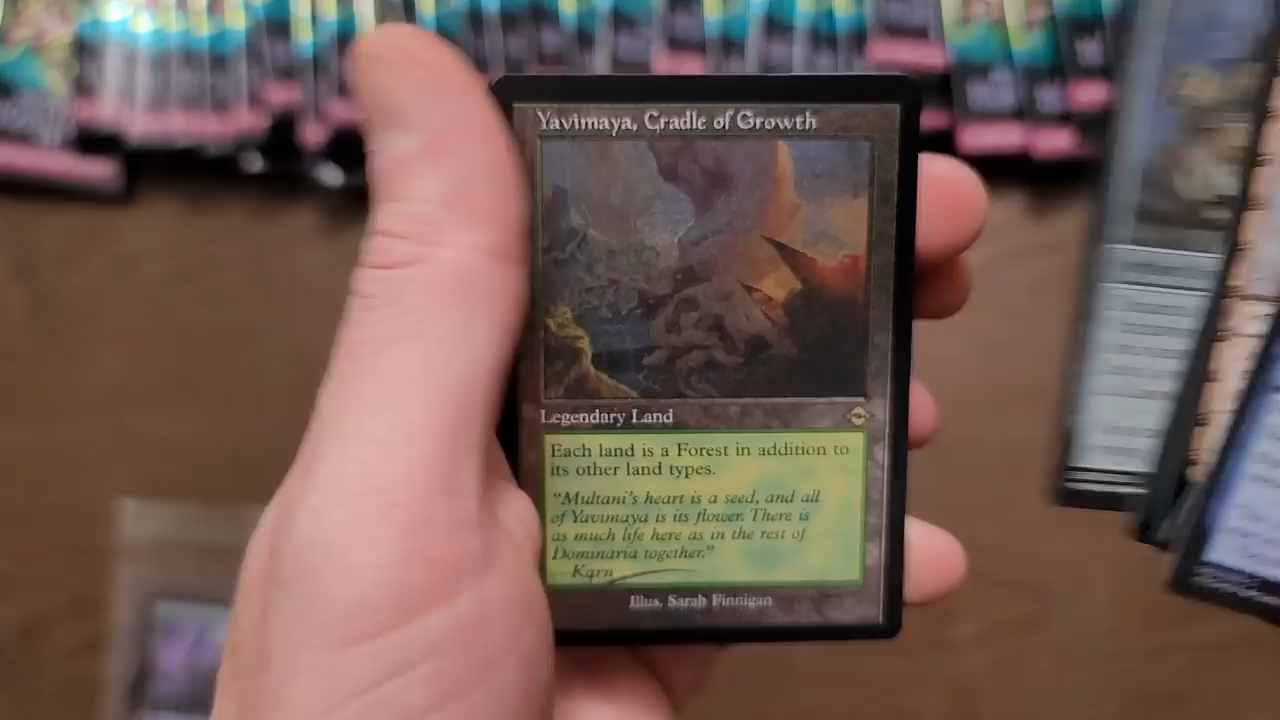 Yavimaya, Cradle of Growth
Legendary Land
Each land is a Forest in addition to
its other land types.
"Multani's heart is a seed, and all
of Yavimaya is its flower. There is
as much life here as in the rest of
Dominaria together."
—Karn
Illus. Sarah Finnigan